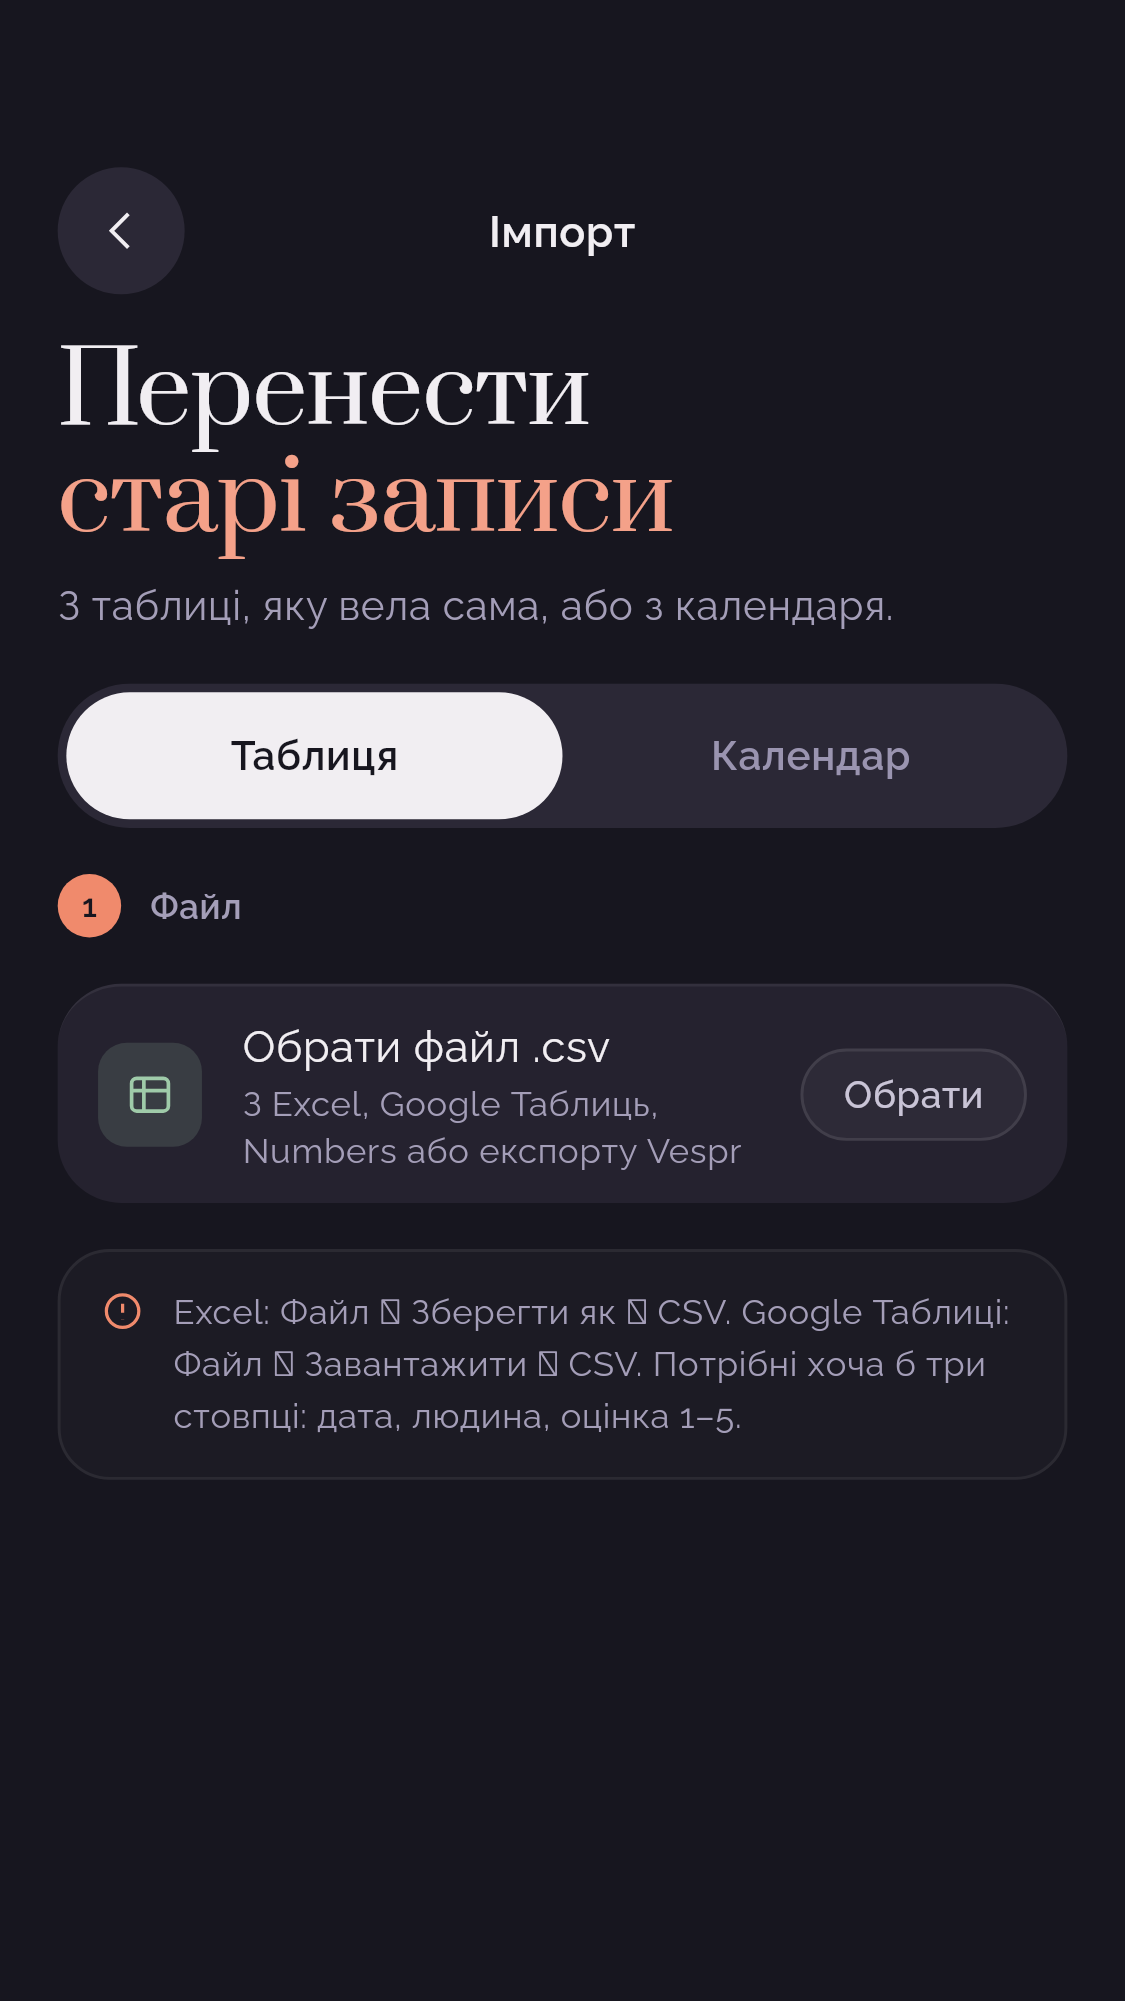 Імпорт
Перенести
старі записи
З таблиці, яку вела сама, або з календаря.
Таблиця Календар
1 Файл
Обрати файл .csv
З Excel, Google Таблиць,
Numbers або експорту Vespr
Обрати
Excel: Файл  Зберегти як  CSV. Google Таблиці:
Файл  Завантажити  CSV. Потрібні хоча б три
стовпці: дата, людина, оцінка 1–5.